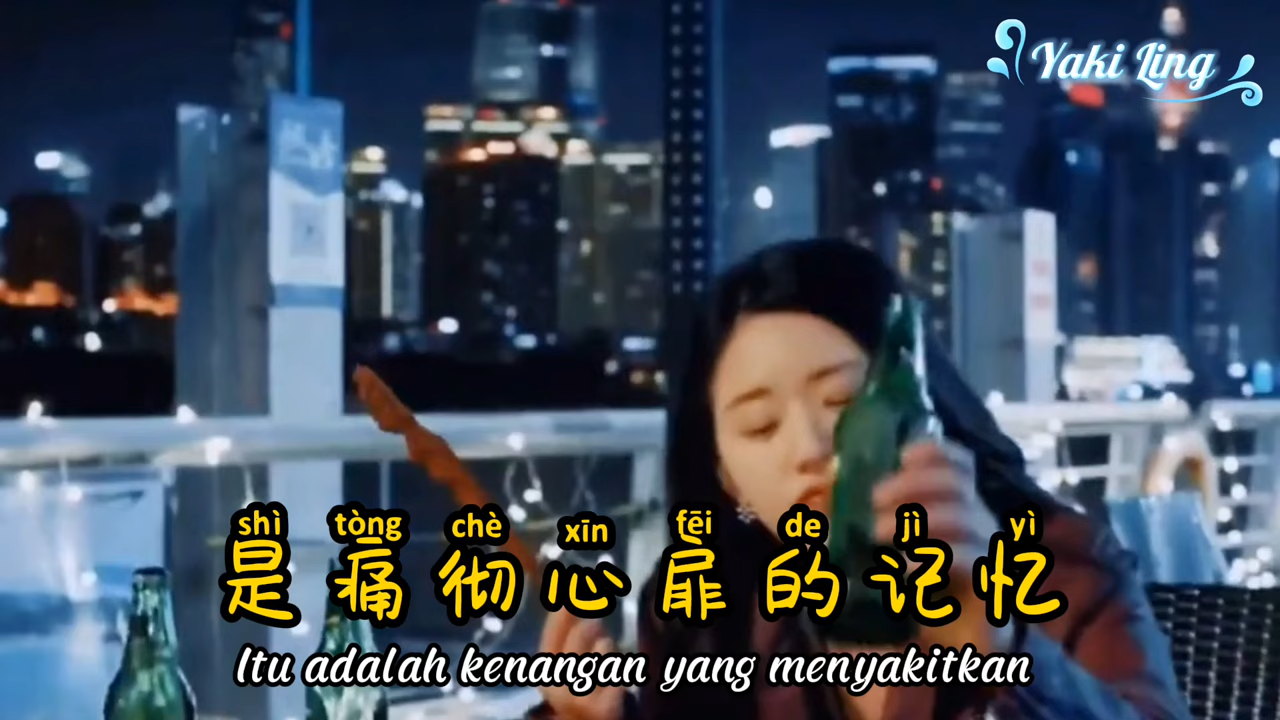 Yaki Ling
shì tòng chè xīn fēi de jì yì
是痛彻心扉的记忆
Itu adalah kenangan yang menyakitkan